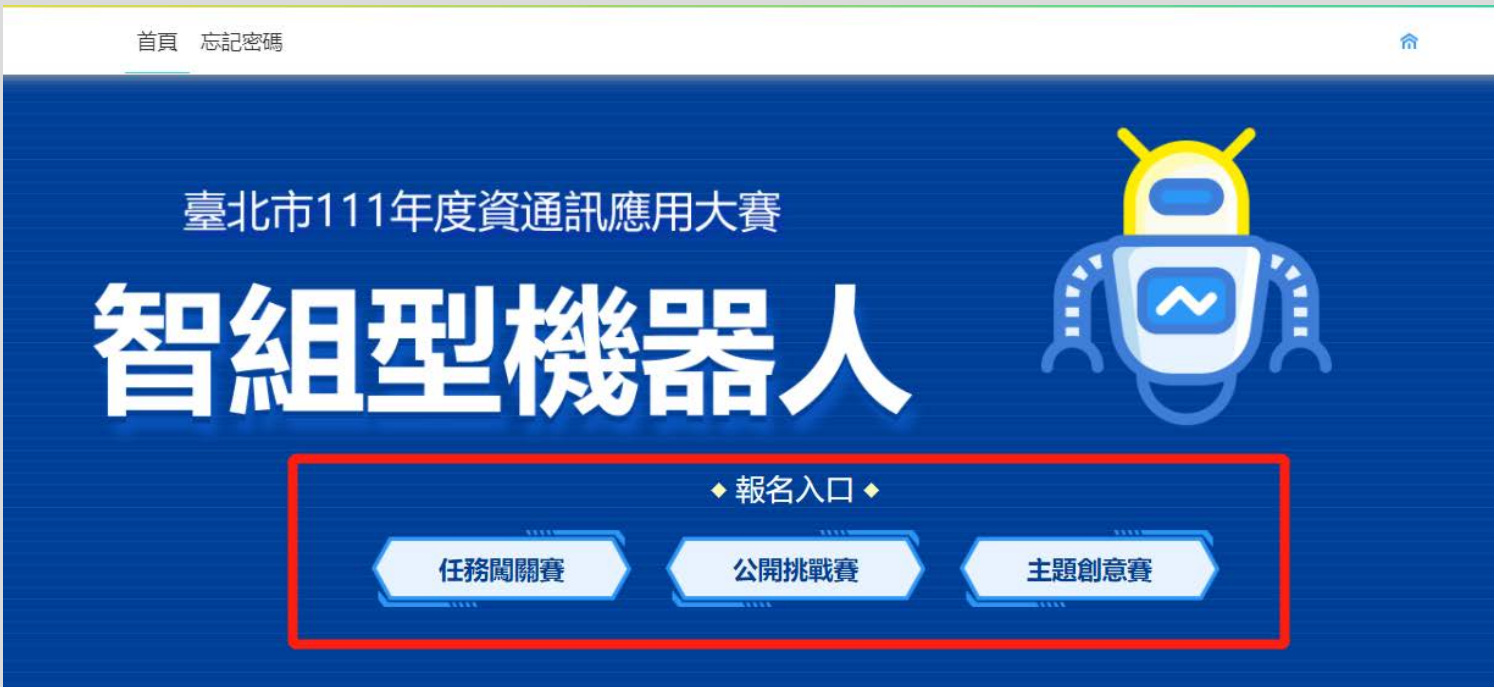 首頁 忘記密碼
臺北市111年度資通訊應用大賽
智組型機器人
◆報名入口◆
任務闖關賽 公開挑戰賽 主題創意賽